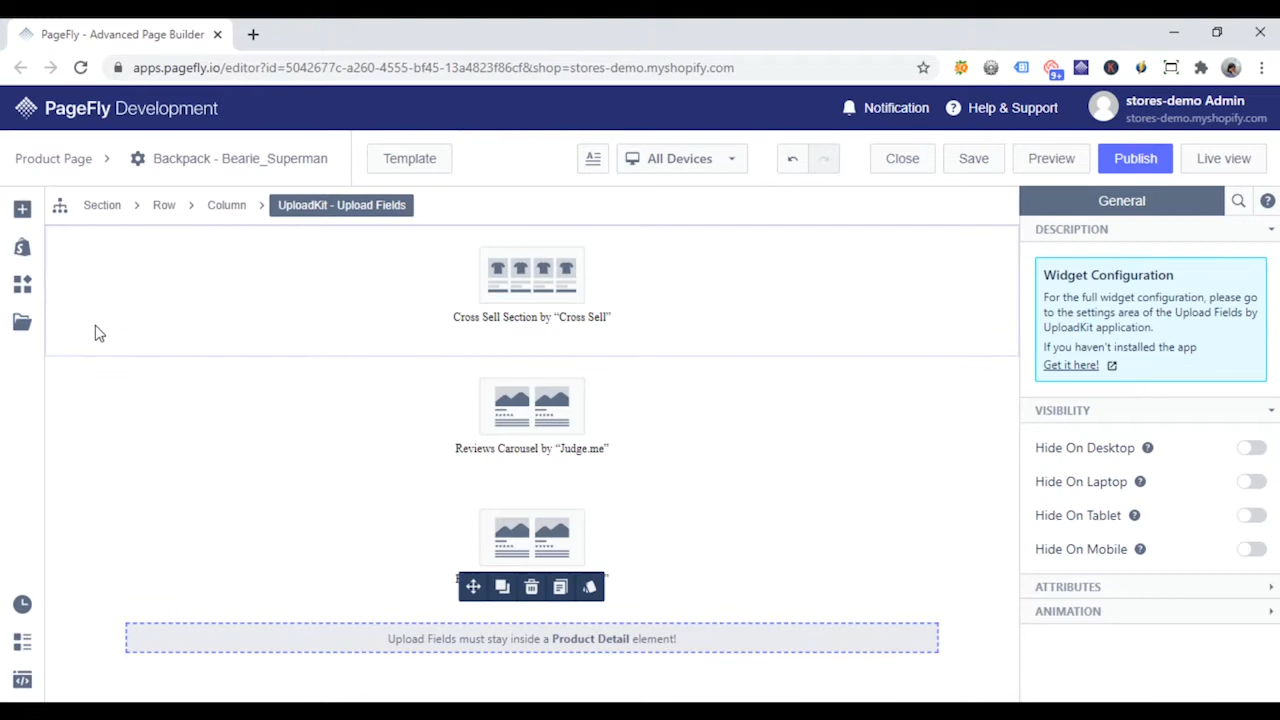 PageFly - Advanced Page Builder
apps.pagefly.io/editor?id=5042677c-a260-4555-bf45-13a4823f86cf&shop=stores-demo.myshopify.com
9+
K
PageFly Development
Notification
Help & Support
stores-demo Admin
stores-demo.myshopify.com
Product Page
Backpack - Bearie_Superman
Template
All Devices
Close
Save
Preview
Publish
Live view
Section
Row
Column
UploadKit - Upload Fields
General
DESCRIPTION
Widget Configuration
For the full widget configuration, please go
to the settings area of the Upload Fields by
UploadKit application.
If you haven't installed the app
Get it here!
Cross Sell Section by “Cross Sell”
Reviews Carousel by “Judge.me”
Upload Fields must stay inside a Product Detail element!
VISIBILITY
Hide On Desktop
Hide On Laptop
Hide On Tablet
Hide On Mobile
ATTRIBUTES
ANIMATION